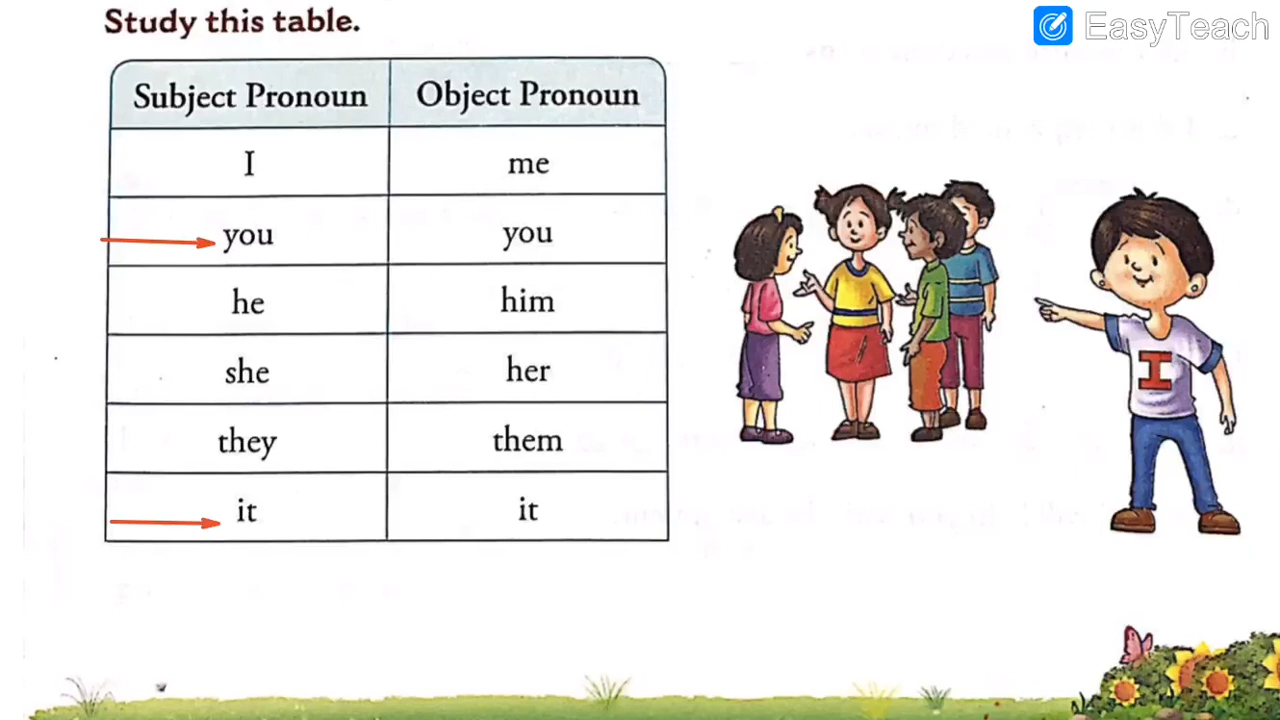 Study this table.
EasyTeach
Subject Pronoun Object Pronoun
I me
you you
he him
she her
they them
it it
I